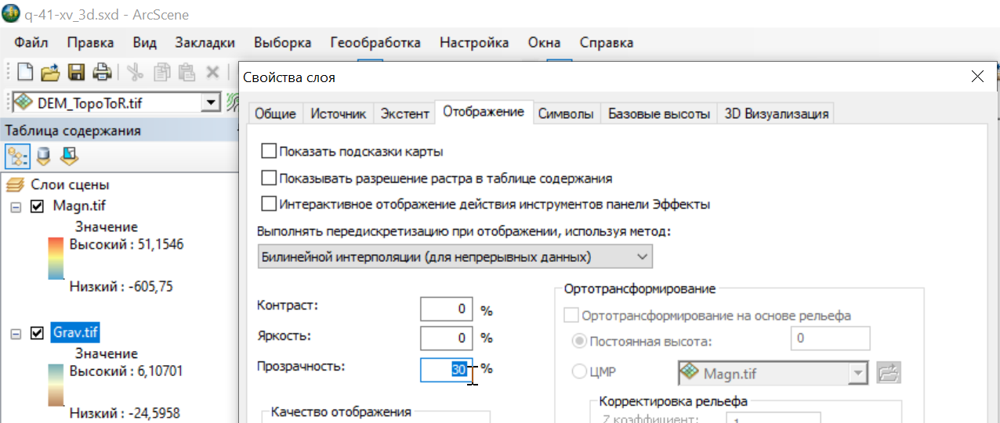 q-41-xv_3d.sxd - ArcScene
Файл Правка Вид Закладки Выборка Геообработка Настройка Окна Справка
Свойства слоя
DEM_TopoToR.tif
Общие Источник Экстент Отображение Символы Базовые высоты 3D Визуализация
Таблица содержания
Показать подсказки карты
Показывать разрешение растра в таблице содержания
Слои сцены
Интерактивное отображение действия инструментов панели Эффекты
Magn.tif
Значение
Высокий : 51,1546
Низкий : -605,75
Grav.tif
Значение
Высокий : 6,10701
Низкий : -24,5958
Выполнять передискретизацию при отображении, используя метод:
Билинейной интерполяции (для непрерывных данных)
Контраст: 0 %
Яркость: 0 %
Прозрачность: 30 %
Качество отображения
Ортотрансформирование
Ортотрансформирование на основе рельефа
Постоянная высота: 0
ЦМР Magn.tif
Корректировка рельефа
Z коэффициент: 1